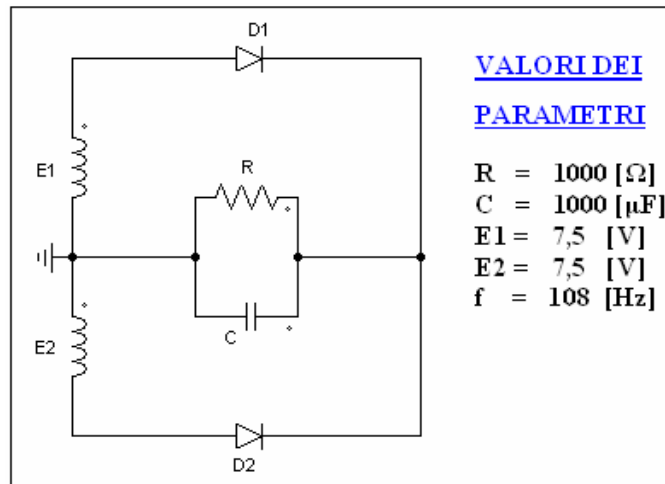 D1
VALORI DEI
PARAMETRI
E1
R
R = 1000 [Ω]
C = 1000 [µF]
E1 = 7,5 [V]
E2 = 7,5 [V]
f = 108 [Hz]
C
E2
D2